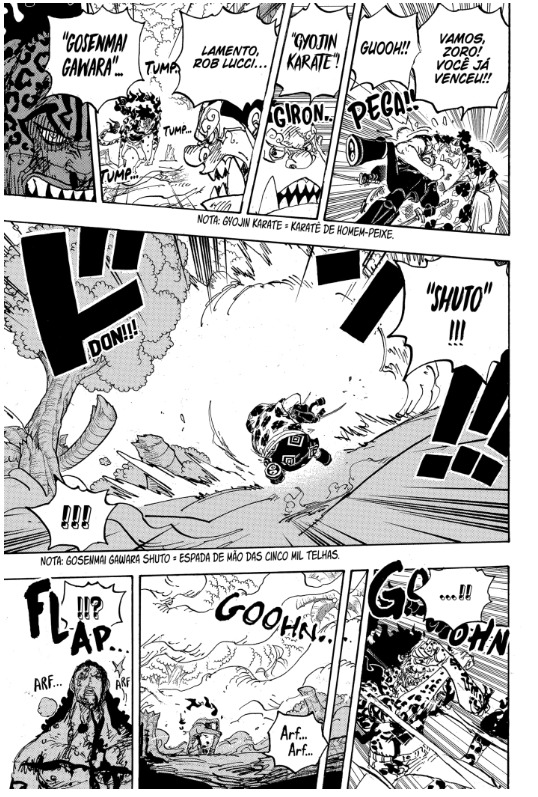 VAMOS,
ZORO!
VOCÊ JÁ
VENCEU!!
GUOOH!!
PEGA!!
"GYOJIN
KARATE"!
GIRON..
LAMENTO,
ROB LUCCI...
TUMP..
TUMP...
TUMP...
"GOSENMAI
GAWARA"...
NOTA: GYOJIN KARATE = KARATÊ DE HOMEM-PEIXE.
"SHUTO"
!!!
ドン!!!
DON!!!
!!!
NOTA: GOSENMAI GAWARA SHUTO = ESPADA DE MÃO DAS CINCO MIL TELHAS.
...!!
GOOHN...
Arf...
Arf...
!!?
FLAP...
ARF...
ARF